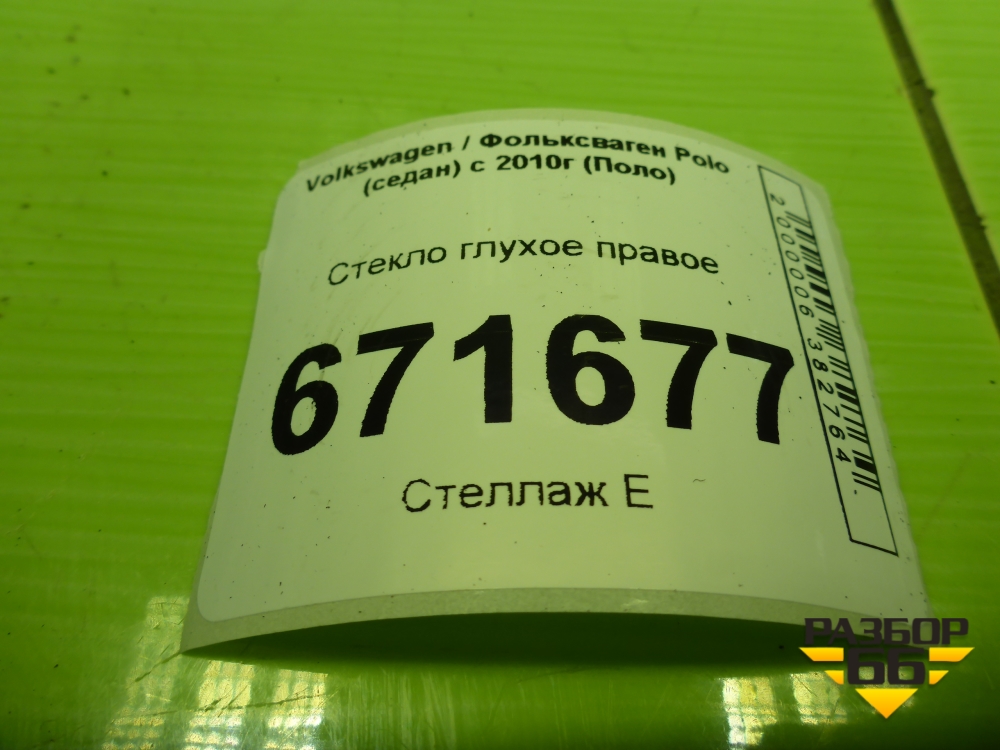 Volkswagen / Фольксваген Polo
(седан) с 2010г (Поло)
Стекло глухое правое
671677
Стеллаж Е
2000006382764
РАЗБОР
66